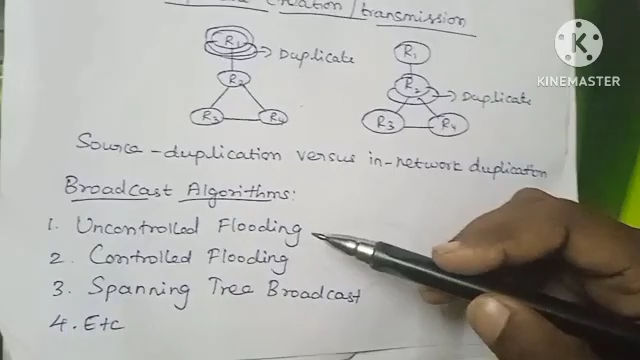 creation/transmission
R1
Duplicate
R2
R3
R4
R1
R2
Duplicate
R3
R4
KINEMASTER
Source-duplication versus in-network duplication
Broadcast Algorithms:
1. Uncontrolled Flooding
2. Controlled Flooding
3. Spanning Tree Broadcast
4. Etc